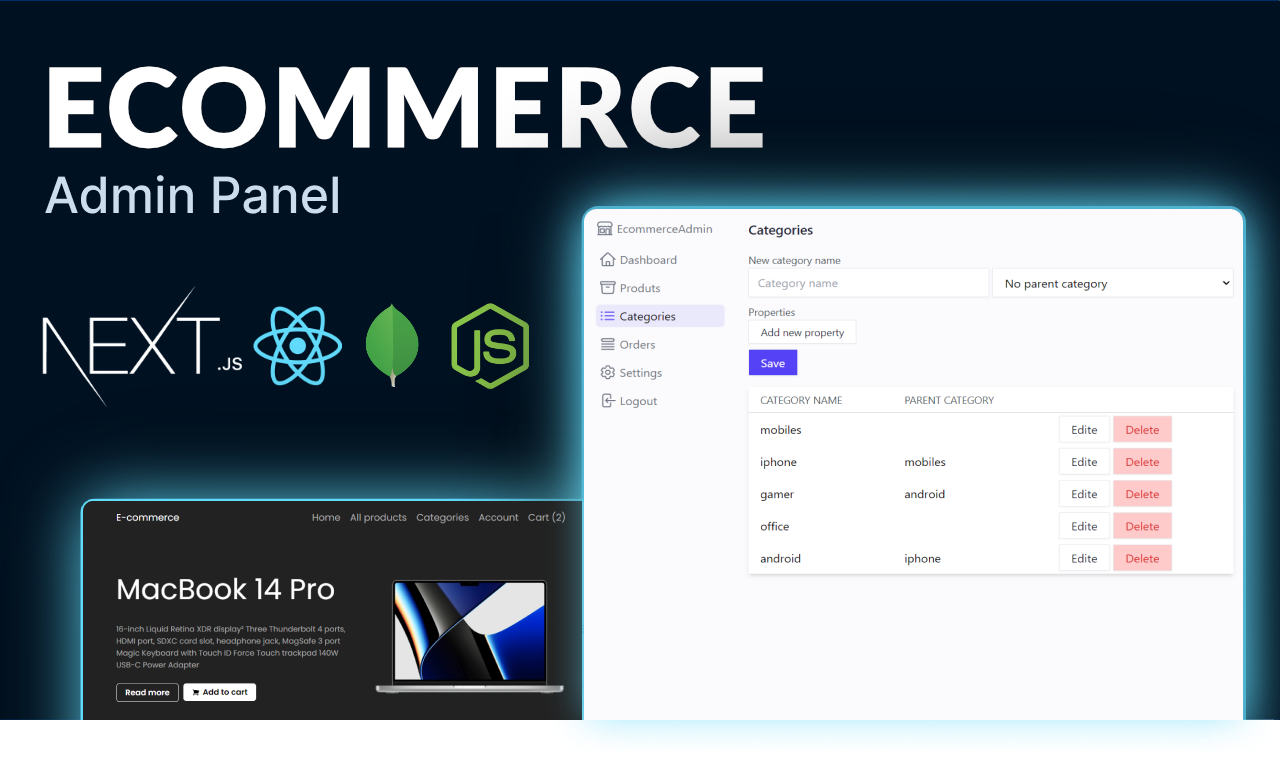 ECOMMERCE
Admin Panel
NEXT.JS
JS
EcommerceAdmin
Dashboard
Produts
Categories
Orders
Settings
Logout
Categories
New category name
Category name
No parent category
Properties
Add new property
Save
CATEGORY NAME PARENT CATEGORY
mobiles Edite Delete
iphone mobiles Edite Delete
gamer android Edite Delete
office Edite Delete
android iphone Edite Delete
E-commerce Home All products Categories Account Cart (2)
MacBook 14 Pro
16-inch Liquid Retina XDR display² Three Thunderbolt 4 ports,
HDMI port, SDXC card slot, headphone jack, MagSafe 3 port
Magic Keyboard with Touch ID Force Touch trackpad 140W
USB-C Power Adapter
Read more Add to cart